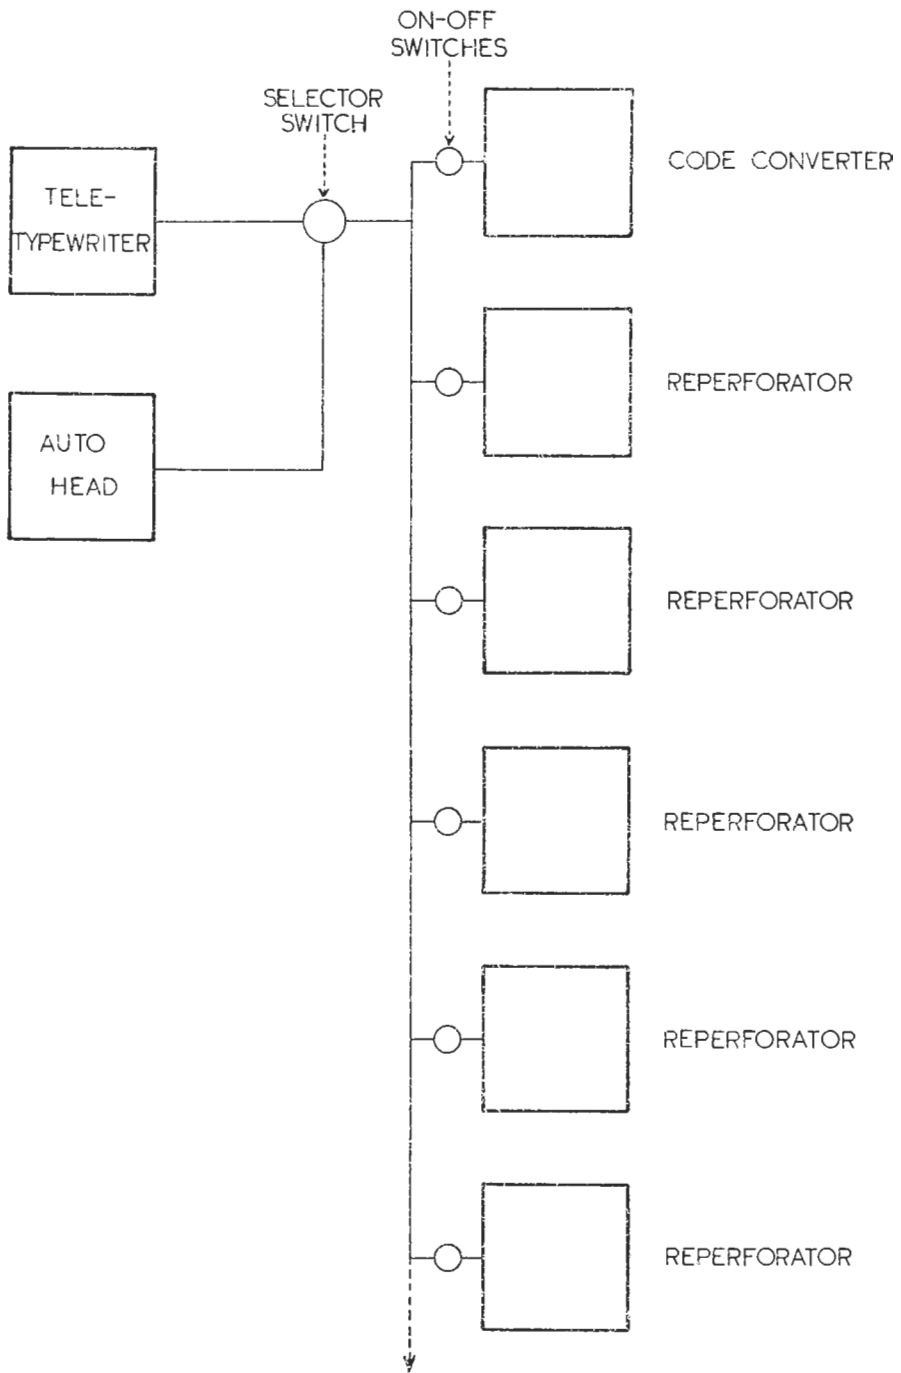 ON-OFF
SWITCHES
SELECTOR
SWITCH
CODE CONVERTER
TELE-
TYPEWRITER
REPERFORATOR
AUTO
HEAD
REPERFORATOR
REPERFORATOR
REPERFORATOR
REPERFORATOR